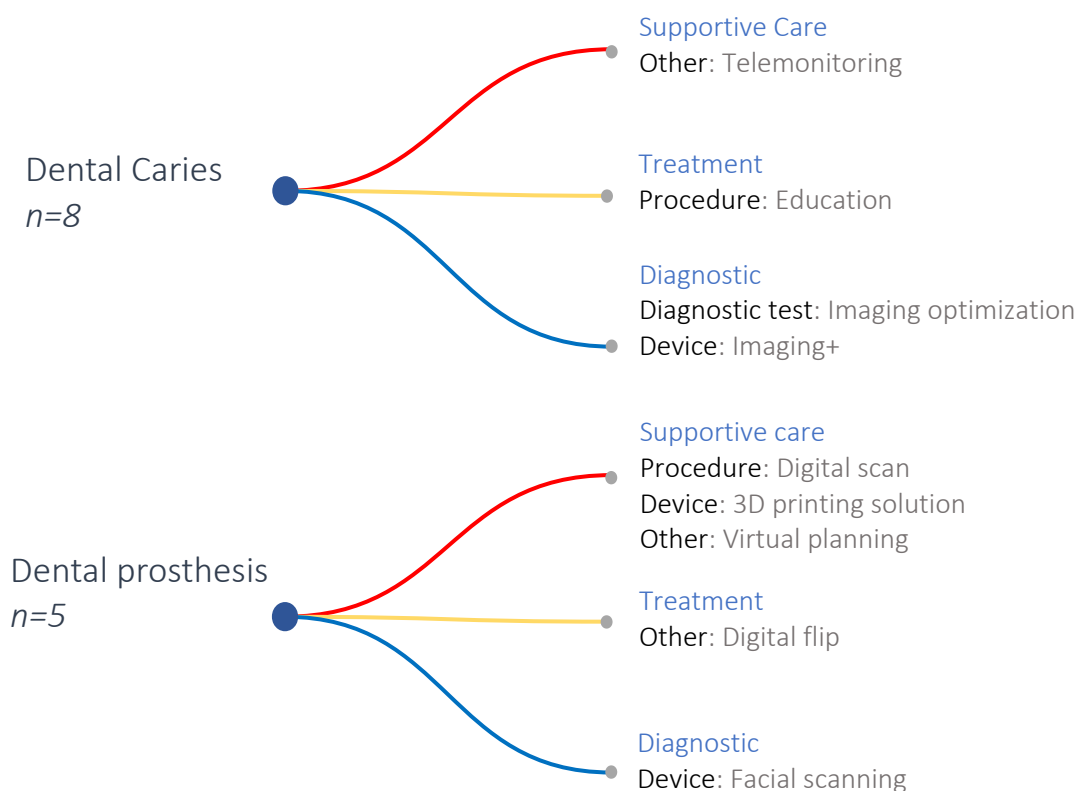 Dental Caries
n=8
Supportive Care
Other: Telemonitoring
Treatment
Procedure: Education
Diagnostic
Diagnostic test: Imaging optimization
Device: Imaging+
Dental prosthesis
n=5
Supportive care
Procedure: Digital scan
Device: 3D printing solution
Other: Virtual planning
Treatment
Other: Digital flip
Diagnostic
Device: Facial scanning